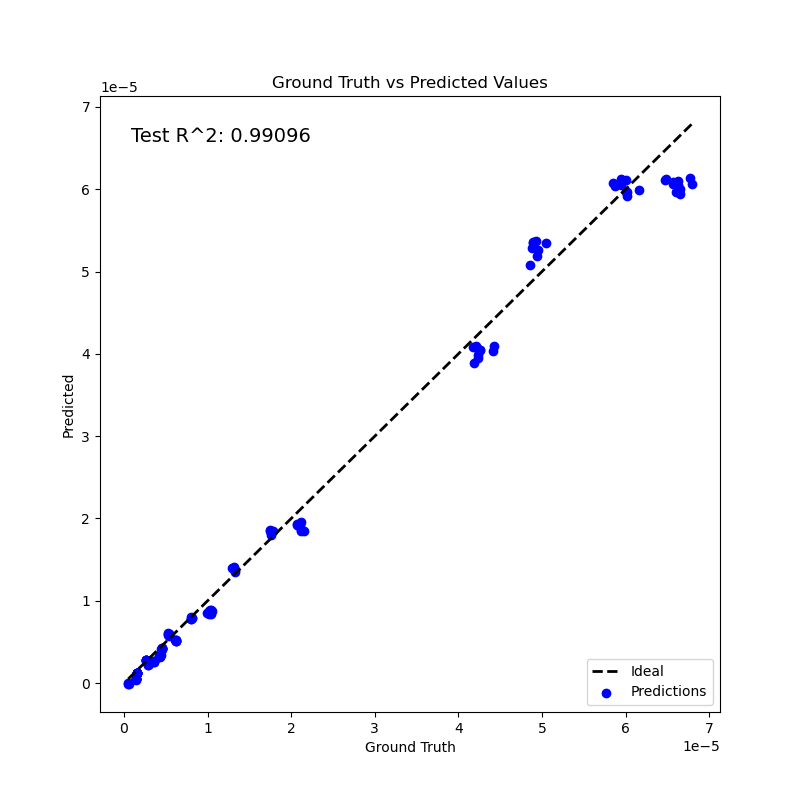 Ground Truth vs Predicted Values
1e−5
Test R^2: 0.99096
7
6
5
4
3
2
1
0
Predicted
Ideal
Predictions
0 1 2 3 4 5 6 7
1e−5
Ground Truth